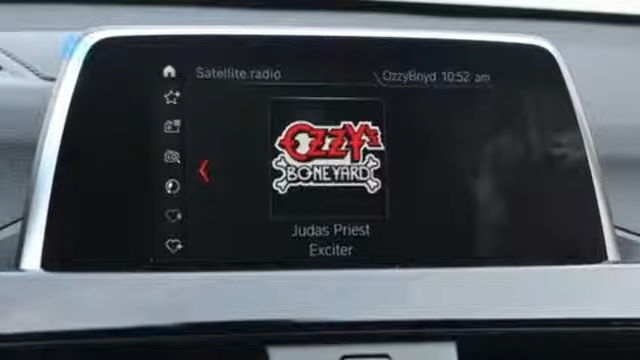 Satellite radio
OzzyBnyd 10:52 am
OZZY's
BONEYARD
Judas Priest
Exciter